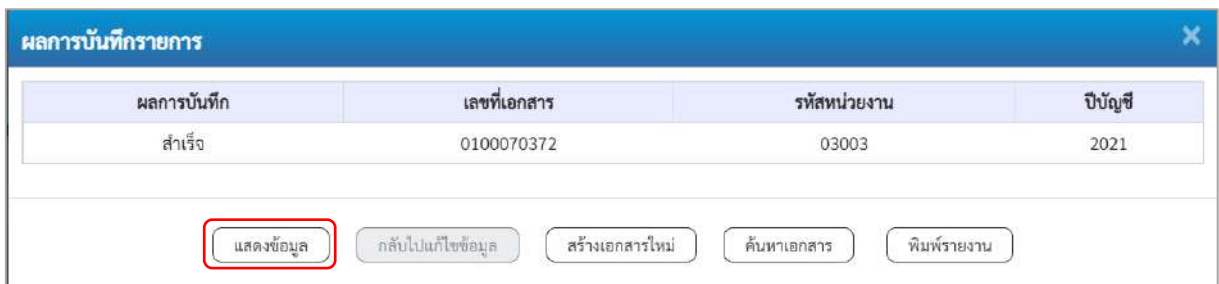 ผลการบันทึกรายการ
ผลการบันทึก เลขที่เอกสาร รหัสหน่วยงาน ปีบัญชี
สำเร็จ 0100070372 03003 2021
แสดงข้อมูล กลับไปแก้ไขข้อมูล สร้างเอกสารใหม่ ค้นหาเอกสาร พิมพ์รายงาน